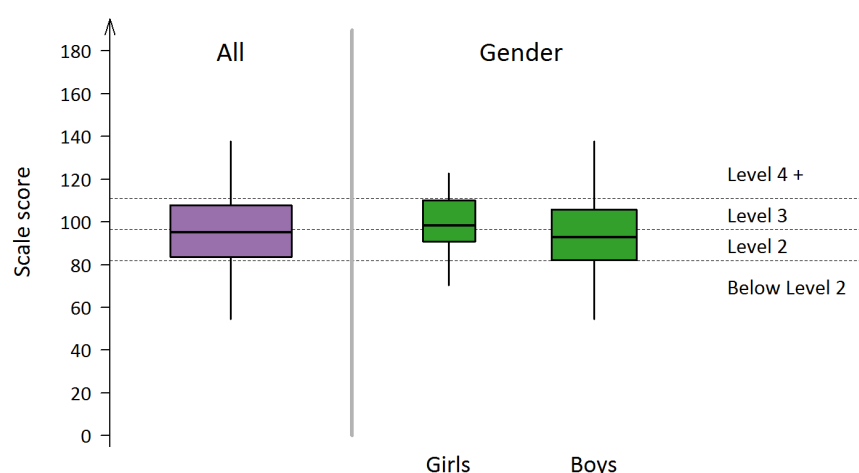 All
Gender
Scale score
180
160
140
120
100
80
60
40
20
0
Level 4 +
Level 3
Level 2
Below Level 2
Girls
Boys